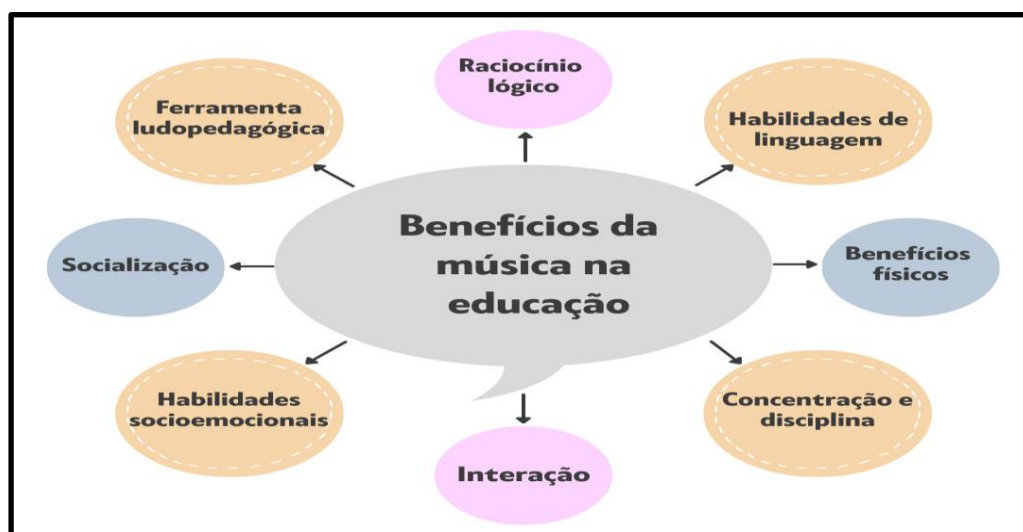 Raciocínio
lógico
Ferramenta
ludopedagógica
Habilidades de
linguagem
Benefícios da
música na
educação
Socialização
Benefícios
físicos
Habilidades
socioemocionais
Concentração e
disciplina
Interação